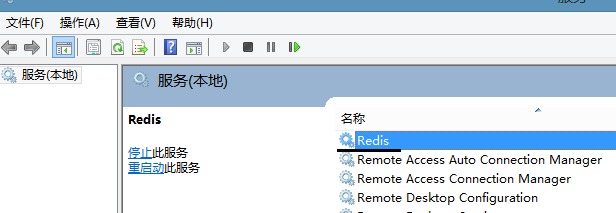 服务
文件(F) 操作(A) 查看(V) 帮助(H)
服务(本地)
服务(本地)
Redis
停止此服务
重启动此服务
名称
Redis
Remote Access Auto Connection Manager
Remote Access Connection Manager
Remote Desktop Configuration